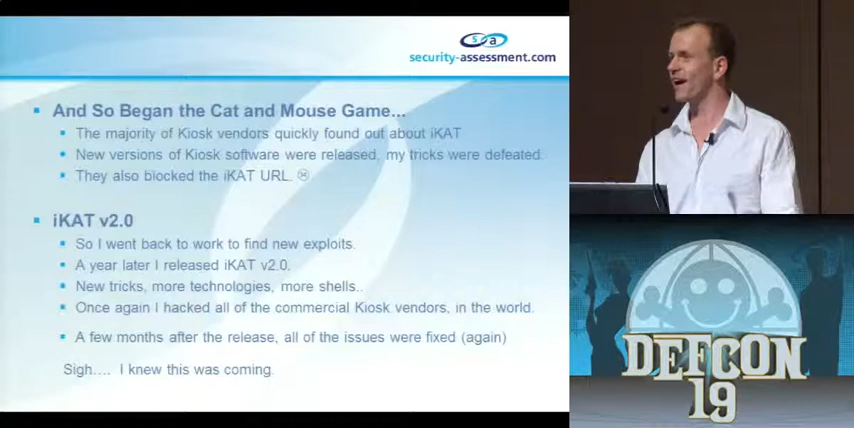 sa
security-assessment.com
And So Began the Cat and Mouse Game...
The majority of Kiosk vendors quickly found out about iKAT
New versions of Kiosk software were released, my tricks were defeated.
They also blocked the iKAT URL. ☹
iKAT v2.0
So I went back to work to find new exploits.
A year later I released iKAT v2.0.
New tricks, more technologies, more shells..
Once again I hacked all of the commercial Kiosk vendors, in the world.
A few months after the release, all of the issues were fixed (again)
Sigh.... I knew this was coming.
DEFCON
19